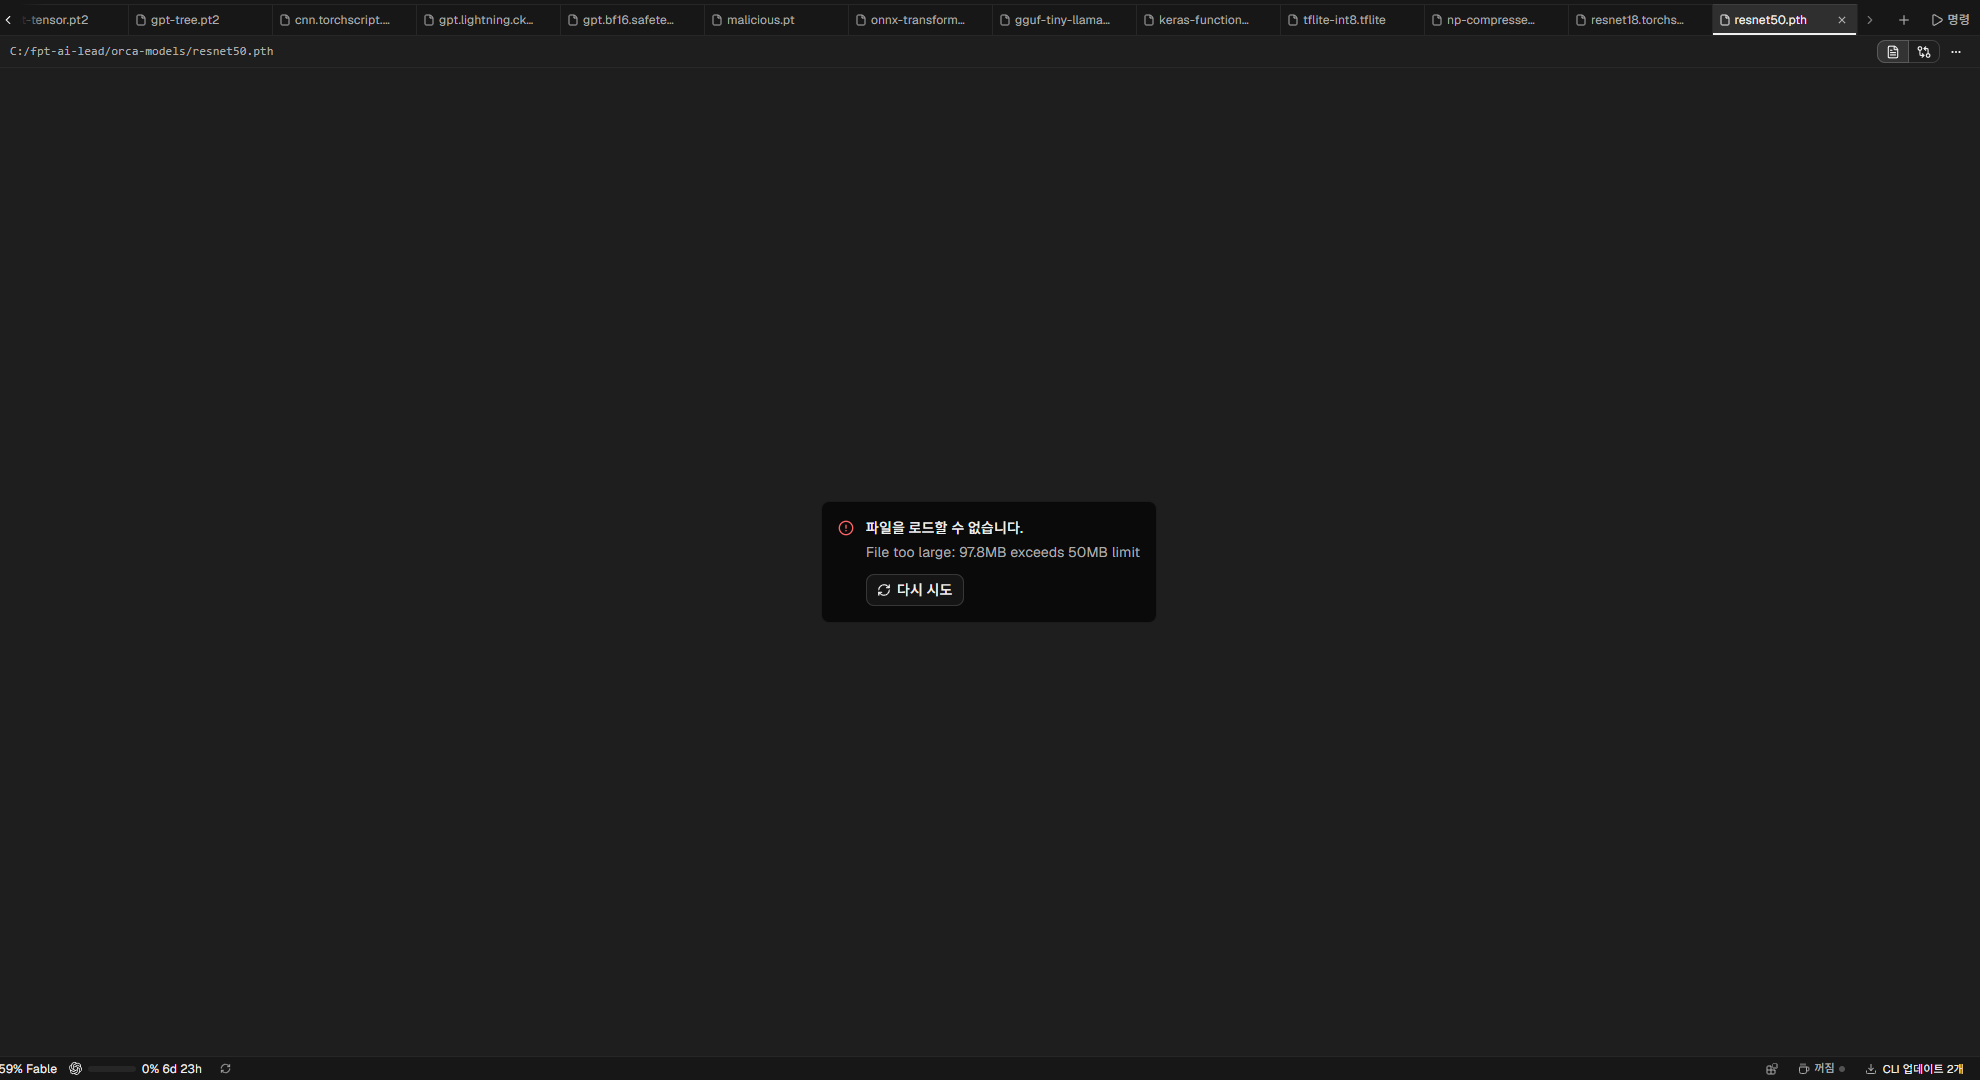 -tensor.pt2
gpt-tree.pt2
cnn.torchscript....
gpt.lightning.ck...
gpt.bf16.safete...
malicious.pt
onnx-transform...
gguf-tiny-llama...
keras-function...
tflite-int8.tflite
np-compresse...
resnet18.torchs...
resnet50.pth
명령
C:/fpt-ai-lead/orca-models/resnet50.pth
파일을 로드할 수 없습니다.
File too large: 97.8MB exceeds 50MB limit
다시 시도
59% Fable
0% 6d 23h
꺼짐
CLI 업데이트 2개